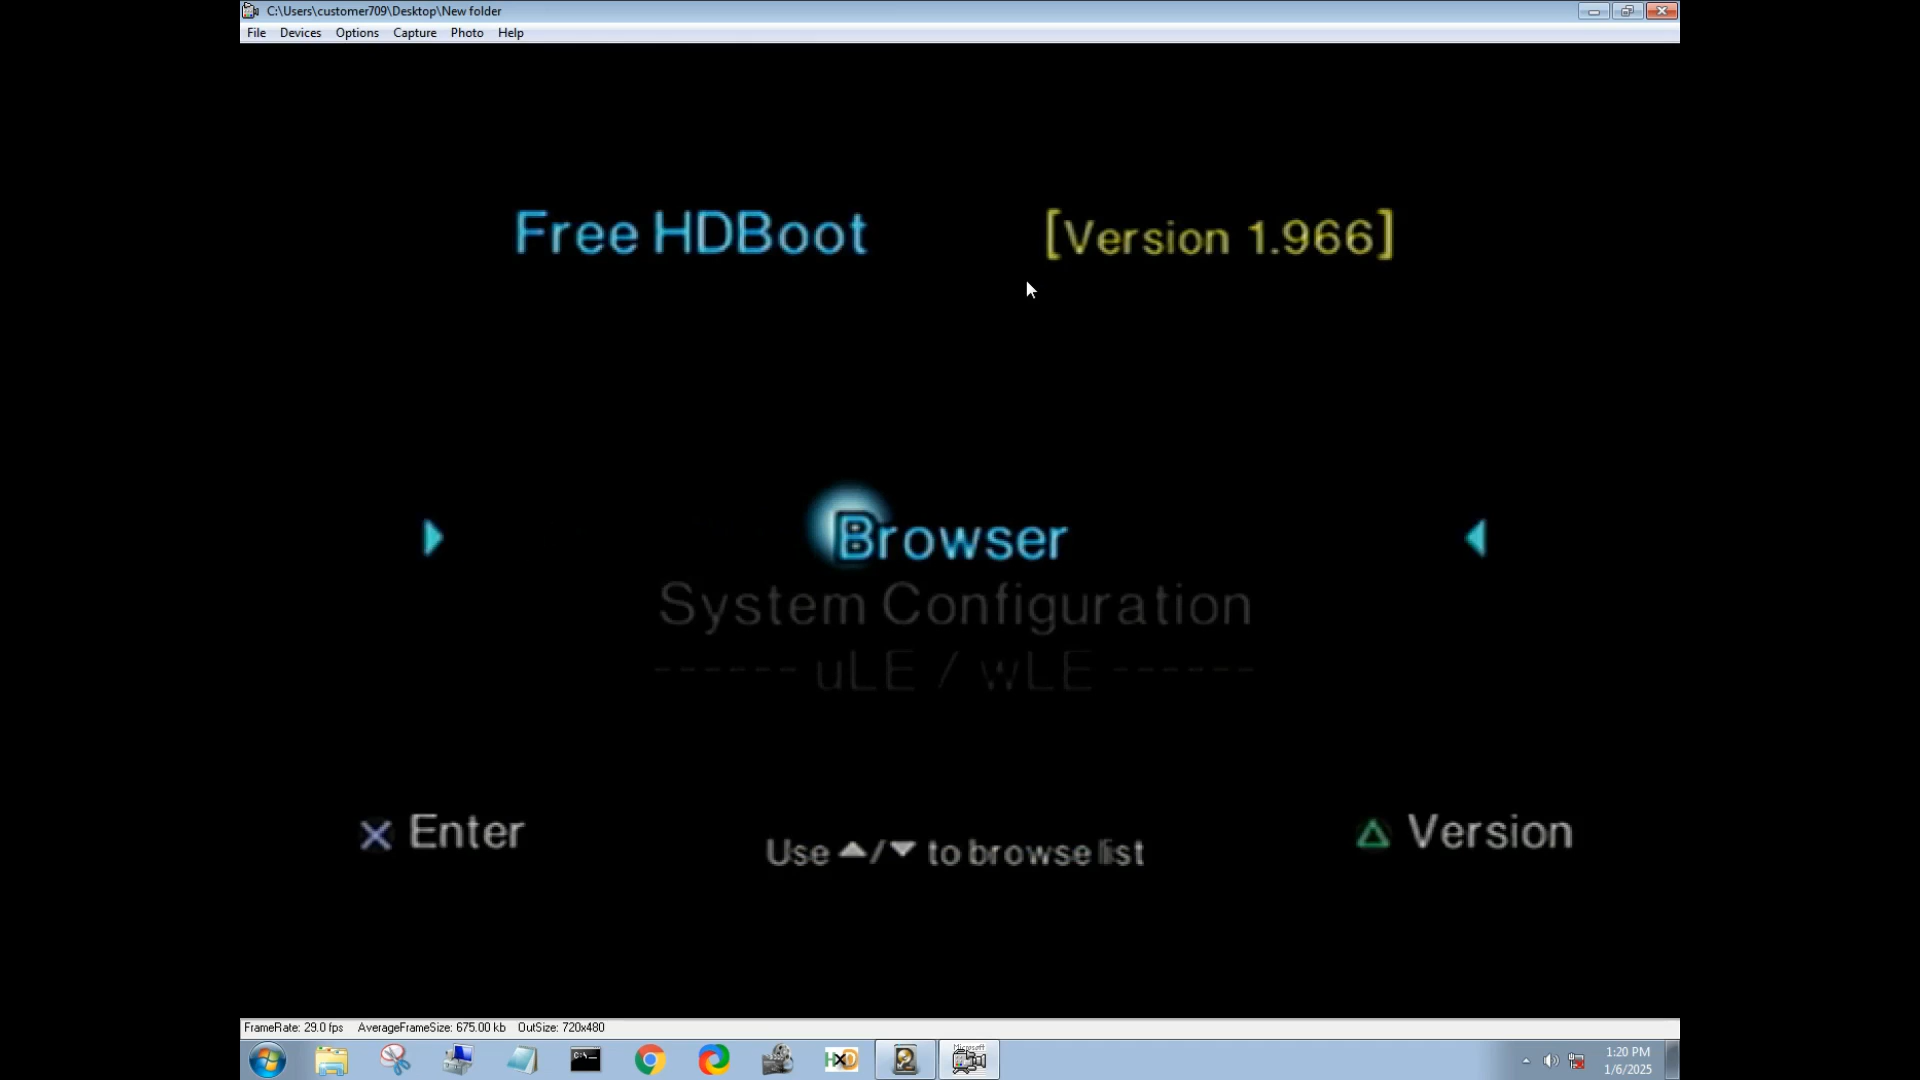 C:\Users\customer709\Desktop\New folder
File Devices Options Capture Photo Help
Free HDBoot [Version 1.966]
Browser
System Configuration
------ uLE / wLE ------
Enter
Use ▲/▼ to browse list
Version
FrameRate: 29.0 fps AverageFrameSize: 675.00 kb OutSize: 720x480
C:\_
HXD
Microsoft
1:20 PM
1/6/2025